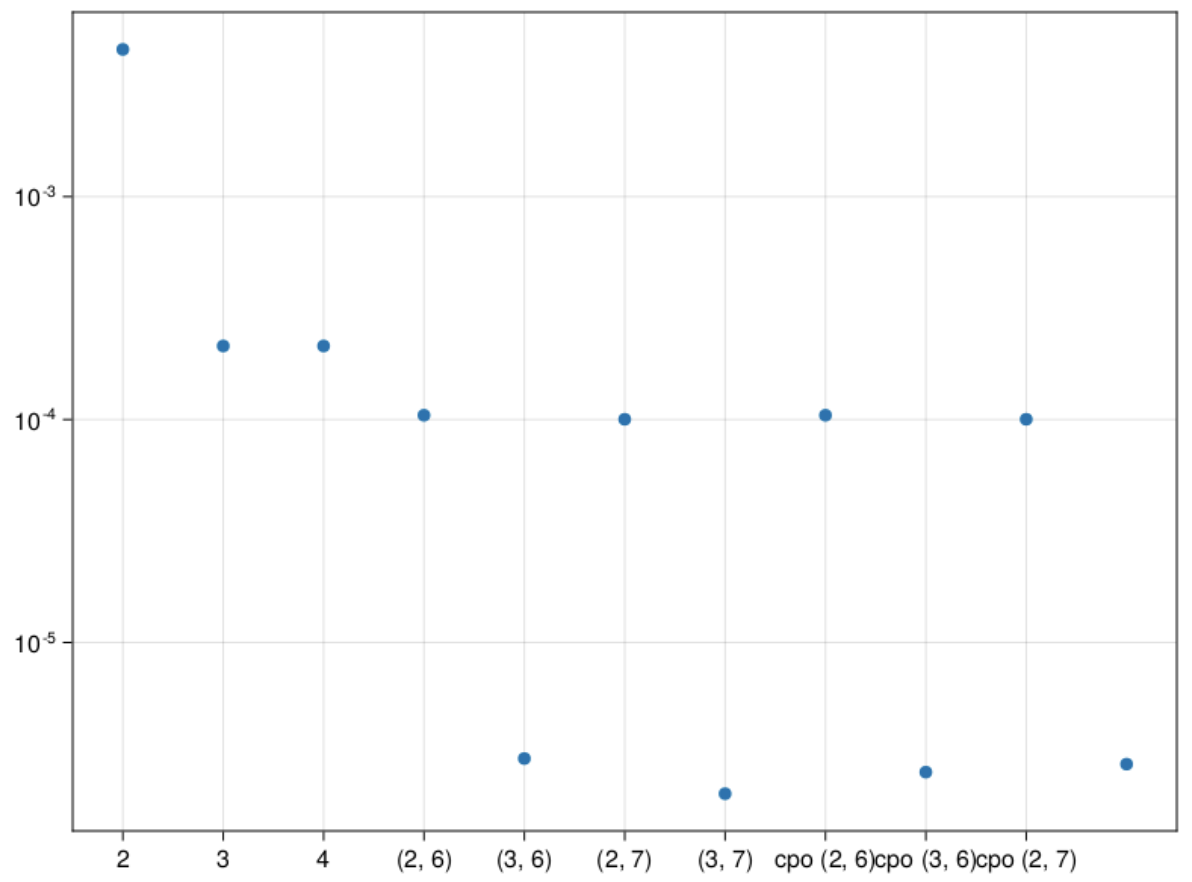 10-3
10-4
10-5
2 3 4 (2, 6) (3, 6) (2, 7) (3, 7) cpo (2, 6) cpo (3, 6) cpo (2, 7)